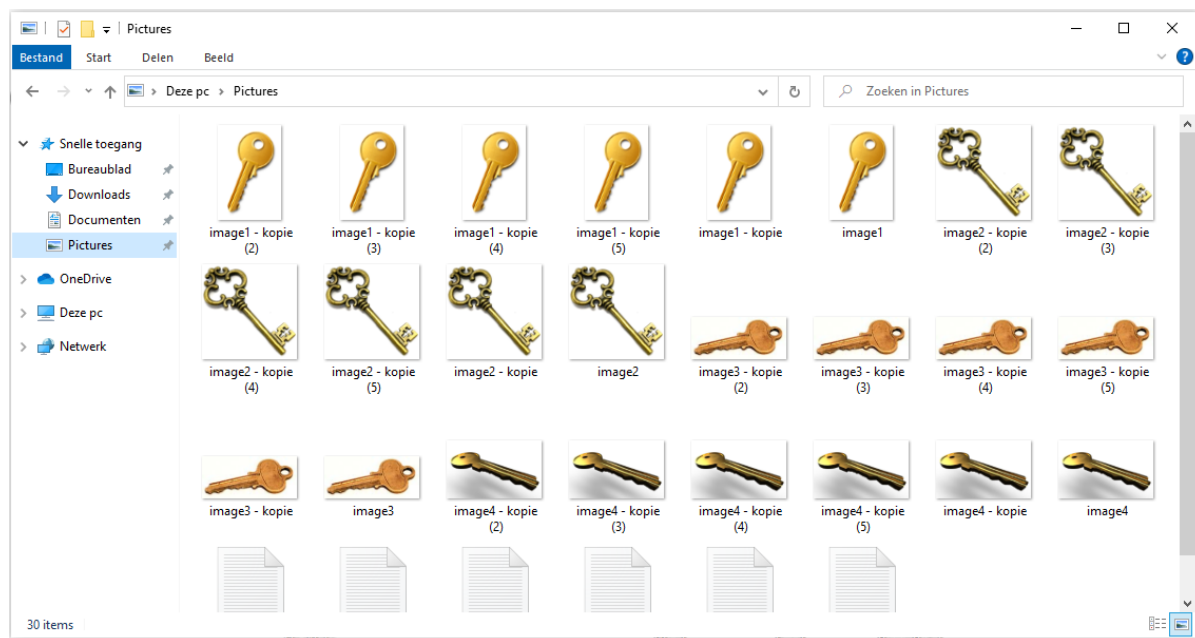 Pictures
Bestand Start Delen Beeld
Deze pc > Pictures
Zoeken in Pictures
Snelle toegang
Bureaublad
Downloads
Documenten
Pictures
OneDrive
Deze pc
Netwerk
image1 - kopie (2)
image1 - kopie (3)
image1 - kopie (4)
image1 - kopie (5)
image1 - kopie
image1
image2 - kopie (2)
image2 - kopie (3)
image2 - kopie (4)
image2 - kopie (5)
image2 - kopie
image2
image3 - kopie (2)
image3 - kopie (3)
image3 - kopie (4)
image3 - kopie (5)
image3 - kopie
image3
image4 - kopie (2)
image4 - kopie (3)
image4 - kopie (4)
image4 - kopie (5)
image4 - kopie
image4
30 items